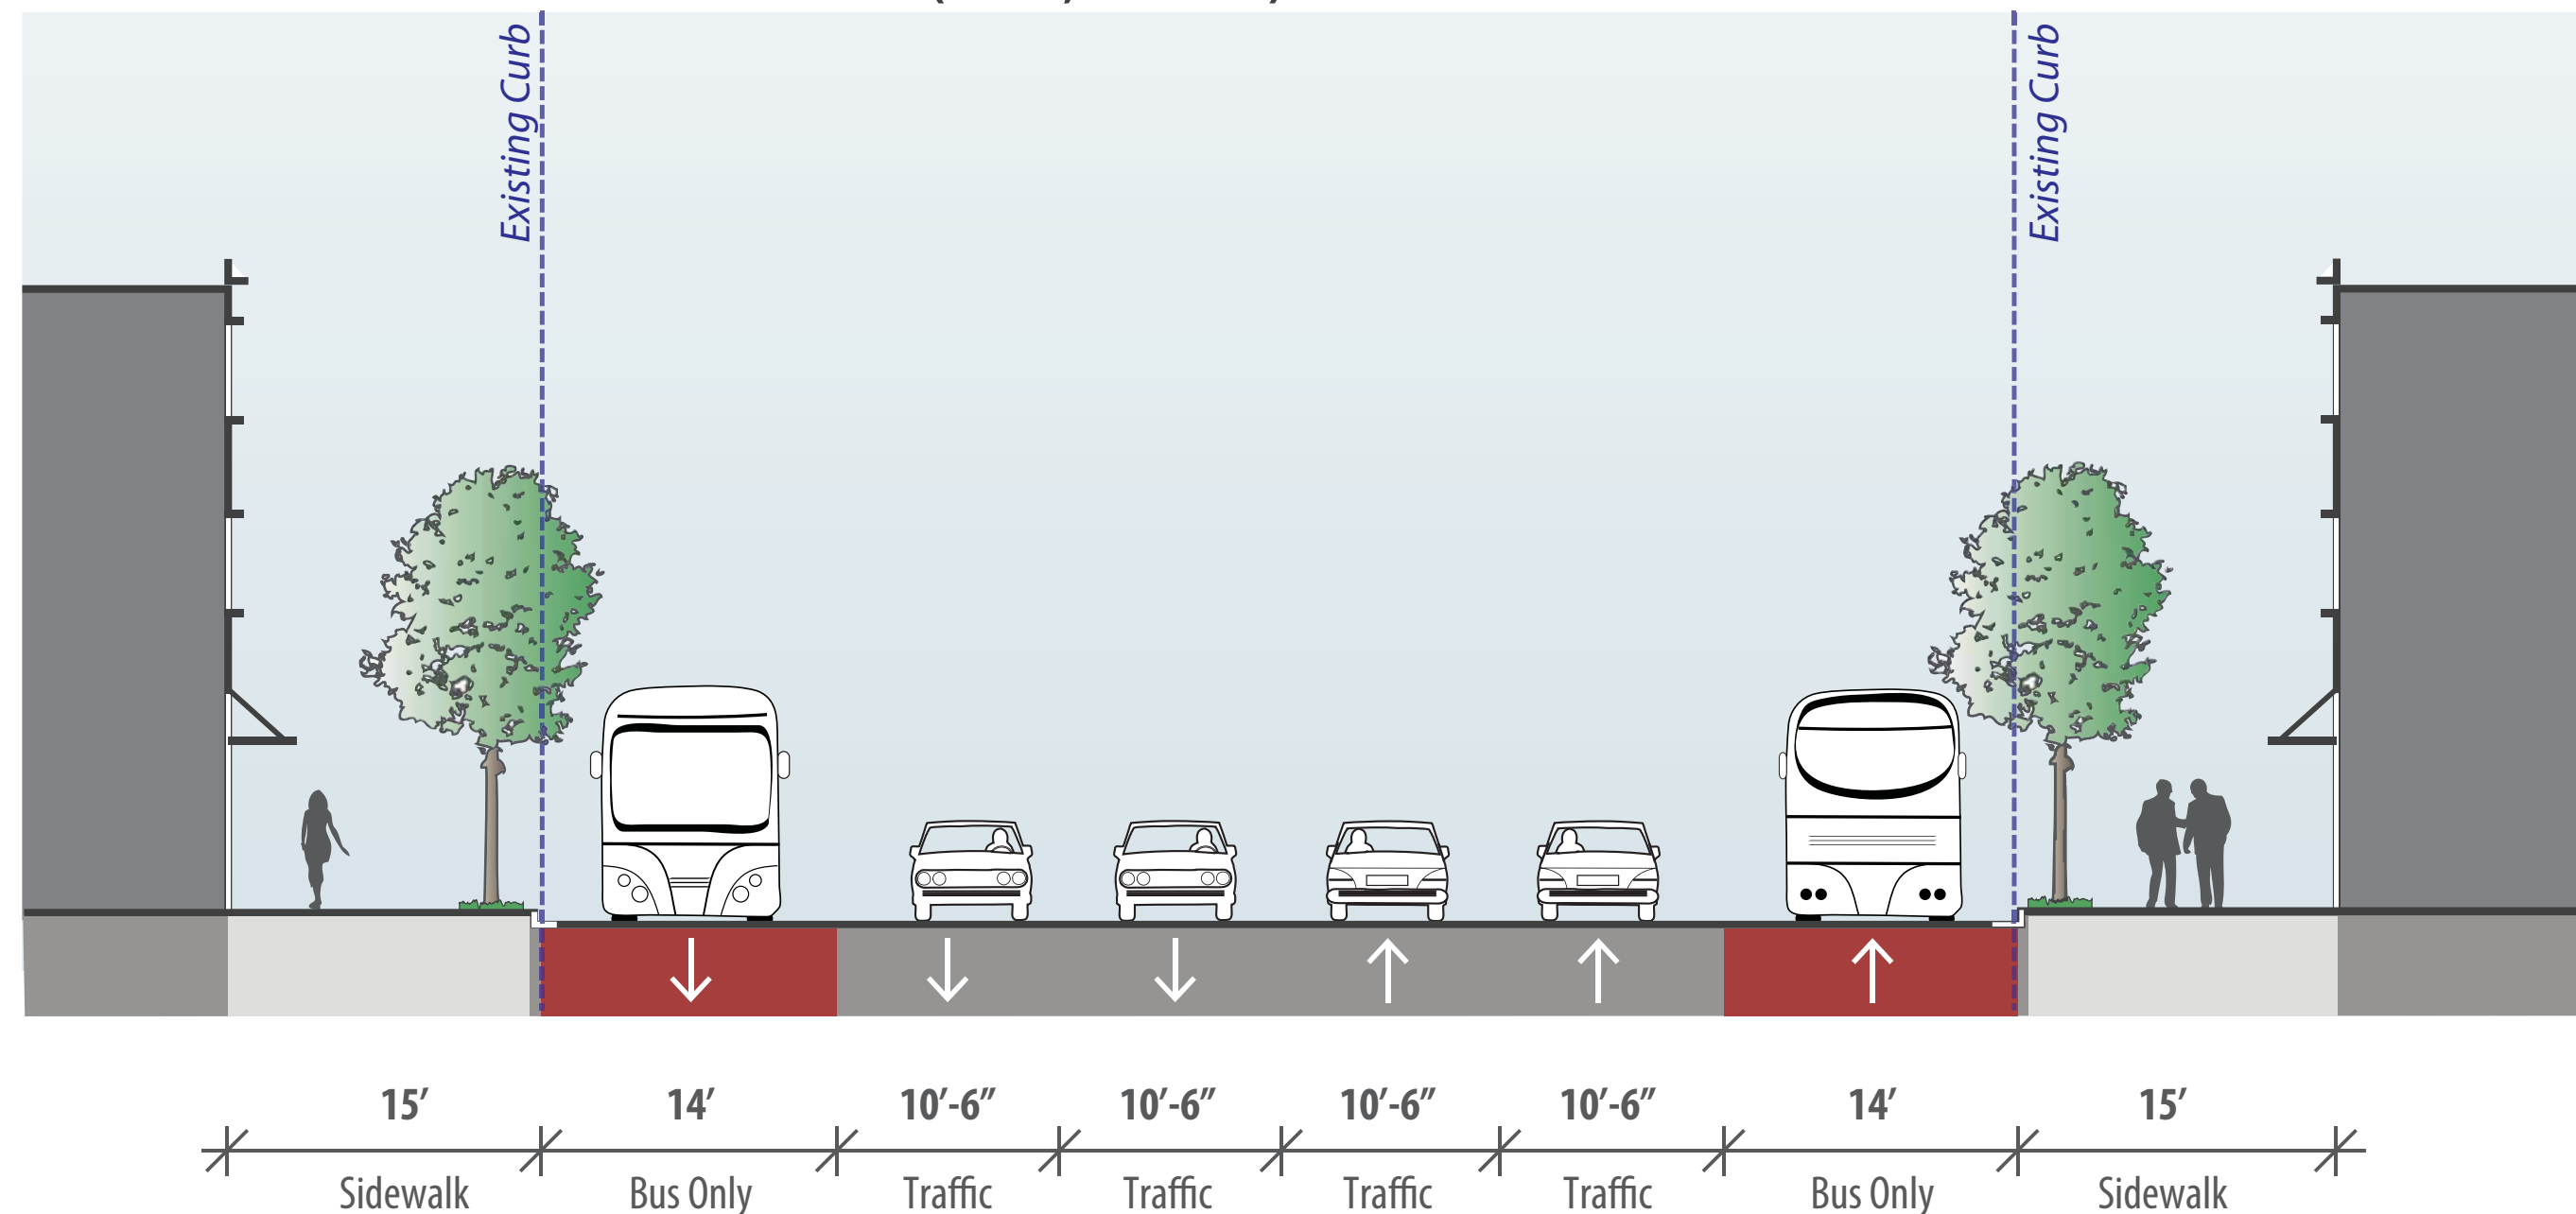 Existing Curb
Existing Curb
15’ 14’ 10’-6” 10’-6” 10’-6” 10’-6” 14’ 15’
Sidewalk Bus Only Traffic Traffic Traffic Traffic Bus Only Sidewalk